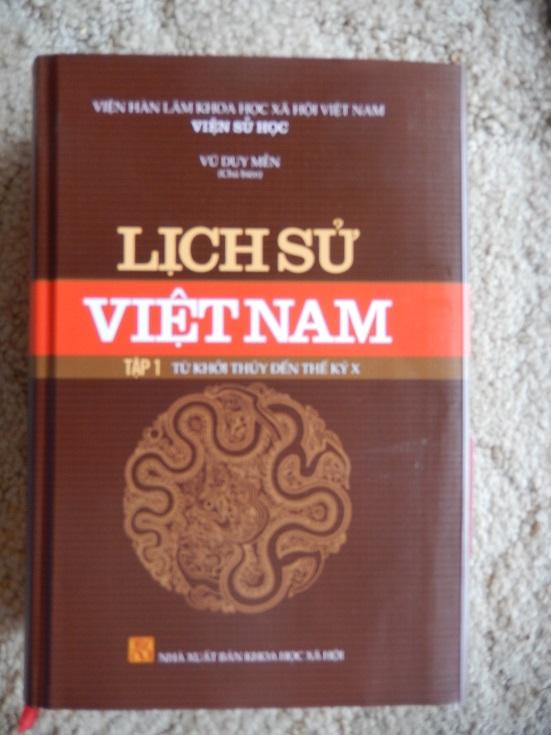 VIỆN HÀN LÂM KHOA HỌC XÃ HỘI VIỆT NAM
VIỆN SỬ HỌC
VŨ DUY MỀN
(Chủ biên)
LỊCH SỬ
VIỆT NAM
TẬP 1 TỪ KHỞI THỦY ĐẾN THẾ KỶ X
NHÀ XUẤT BẢN KHOA HỌC XÃ HỘI